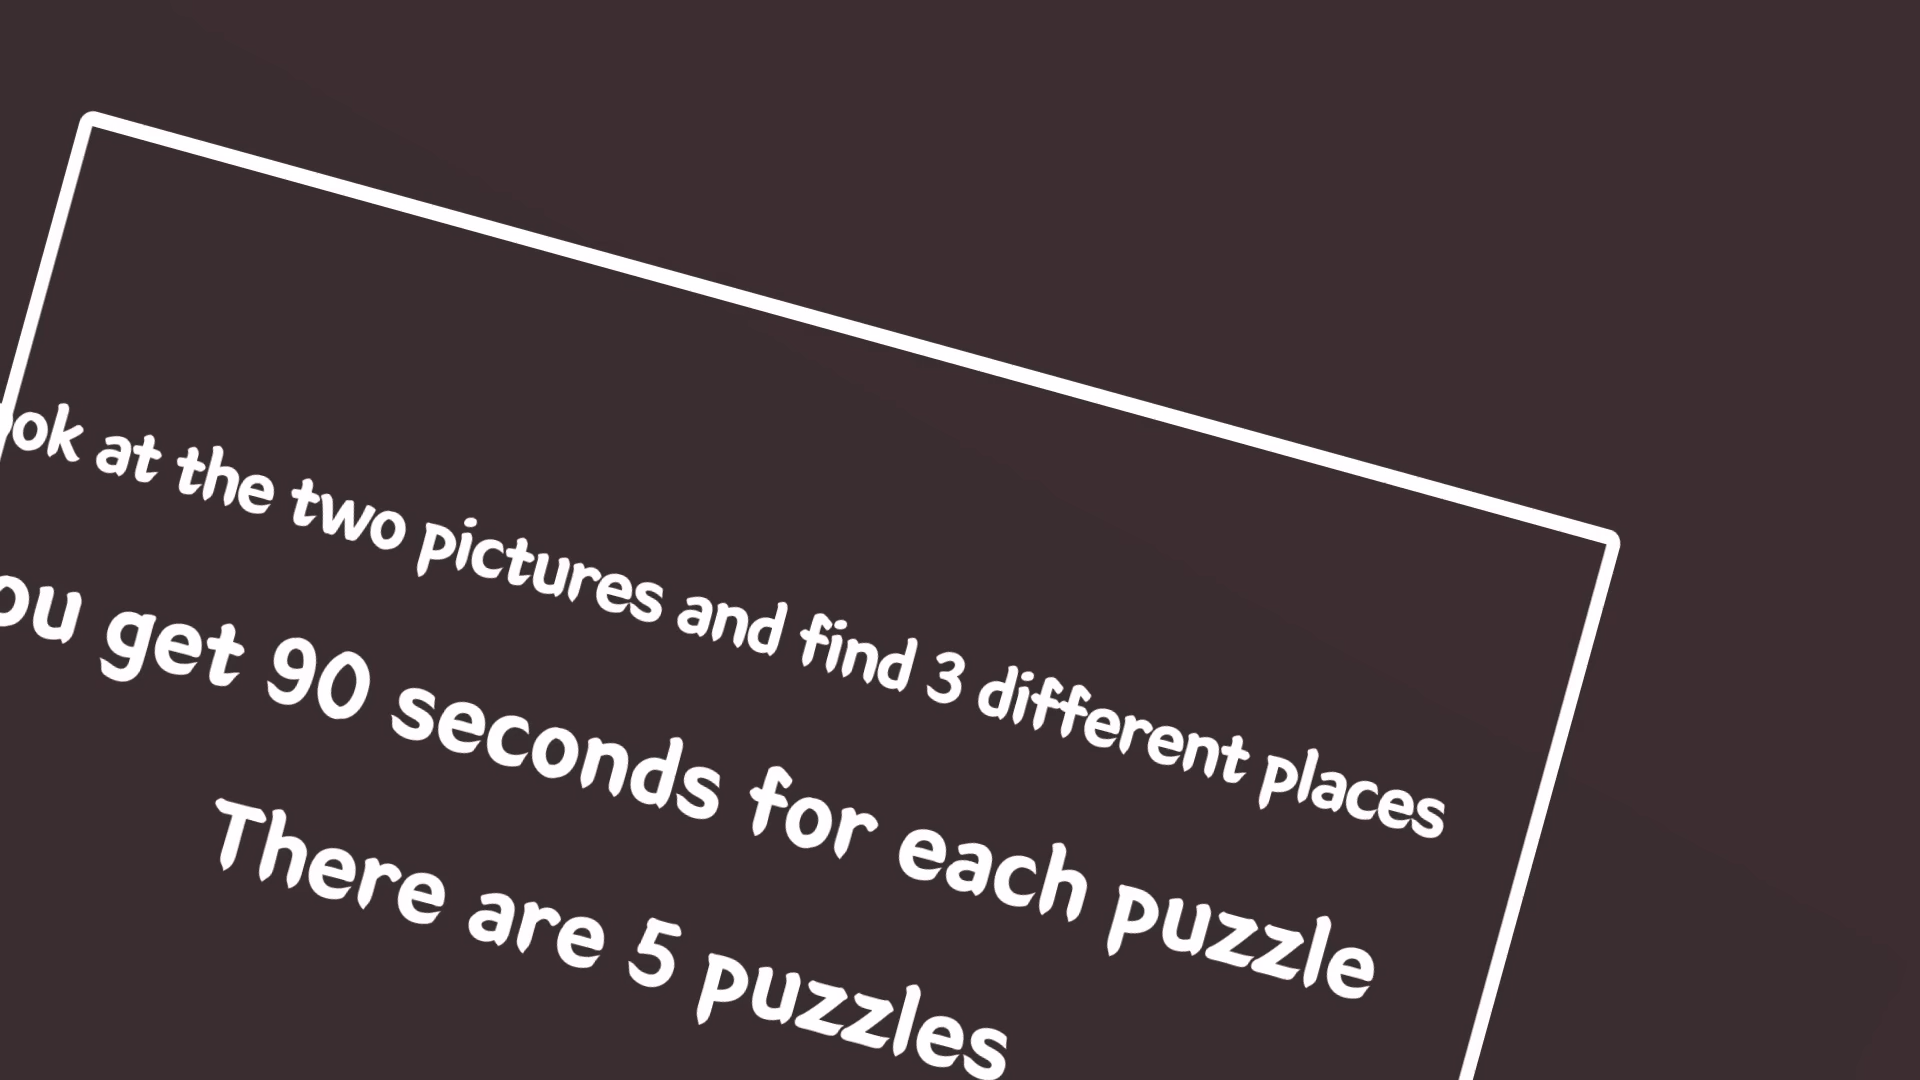 ook at the two pictures and find 3 different places
ou get 90 seconds for each puzzle
There are 5 puzzles